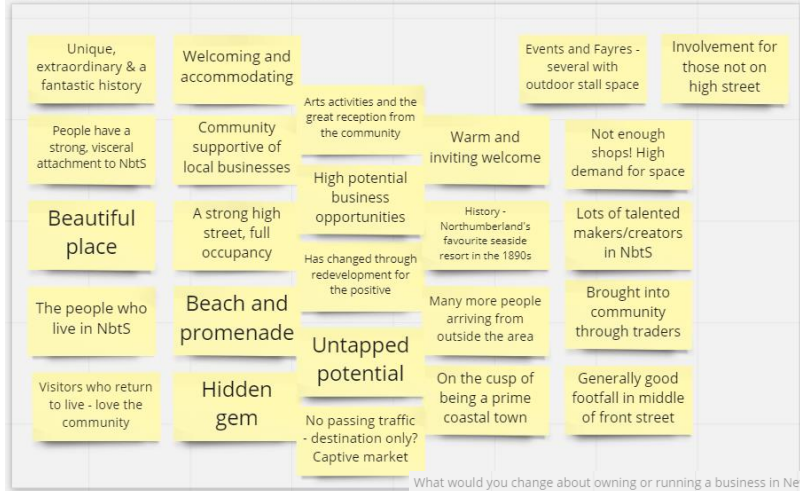 Unique,
extraordinary & a
fantastic history
People have a
strong, visceral
attachment to NbtS
Beautiful
place
The people who
live in NbtS
Visitors who return
to live - love the
community
Welcoming and
accommodating
Community
supportive of
local businesses
A strong high
street, full
occupancy
Beach and
promenade
Hidden
gem
Arts activities and the
great reception from
the community
High potential
business
opportunities
Has changed through
redevelopment for
the positive
Untapped
potential
No passing traffic
- destination only?
Captive market
Warm and
inviting welcome
History -
Northumberland's
favourite seaside
resort in the 1890s
Many more people
arriving from
outside the area
On the cusp of
being a prime
coastal town
Events and Fayres -
several with
outdoor stall space
Not enough
shops! High
demand for space
Lots of talented
makers/creators
in NbtS
Brought into
community
through traders
Generally good
footfall in middle
of front street
Involvement for
those not on
high street
What would you change about owning or running a business in Ne